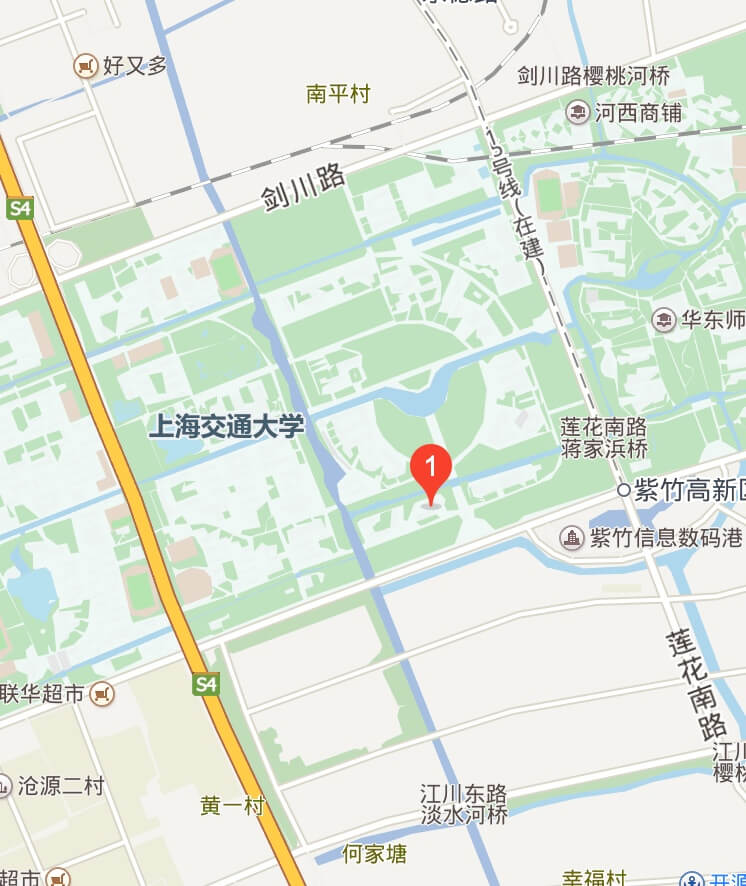 好又多
剑川路樱桃河桥
南平村
河西商铺
15号线(在建)
剑川路
S4
华东师
上海交通大学
莲花南路
蒋家浜桥
1
紫竹高新
紫竹信息数码港
莲花南路
S4
联华超市
沧源二村
江川东路
淡水河桥
黄一村
何家塘
超市
幸福村
开源